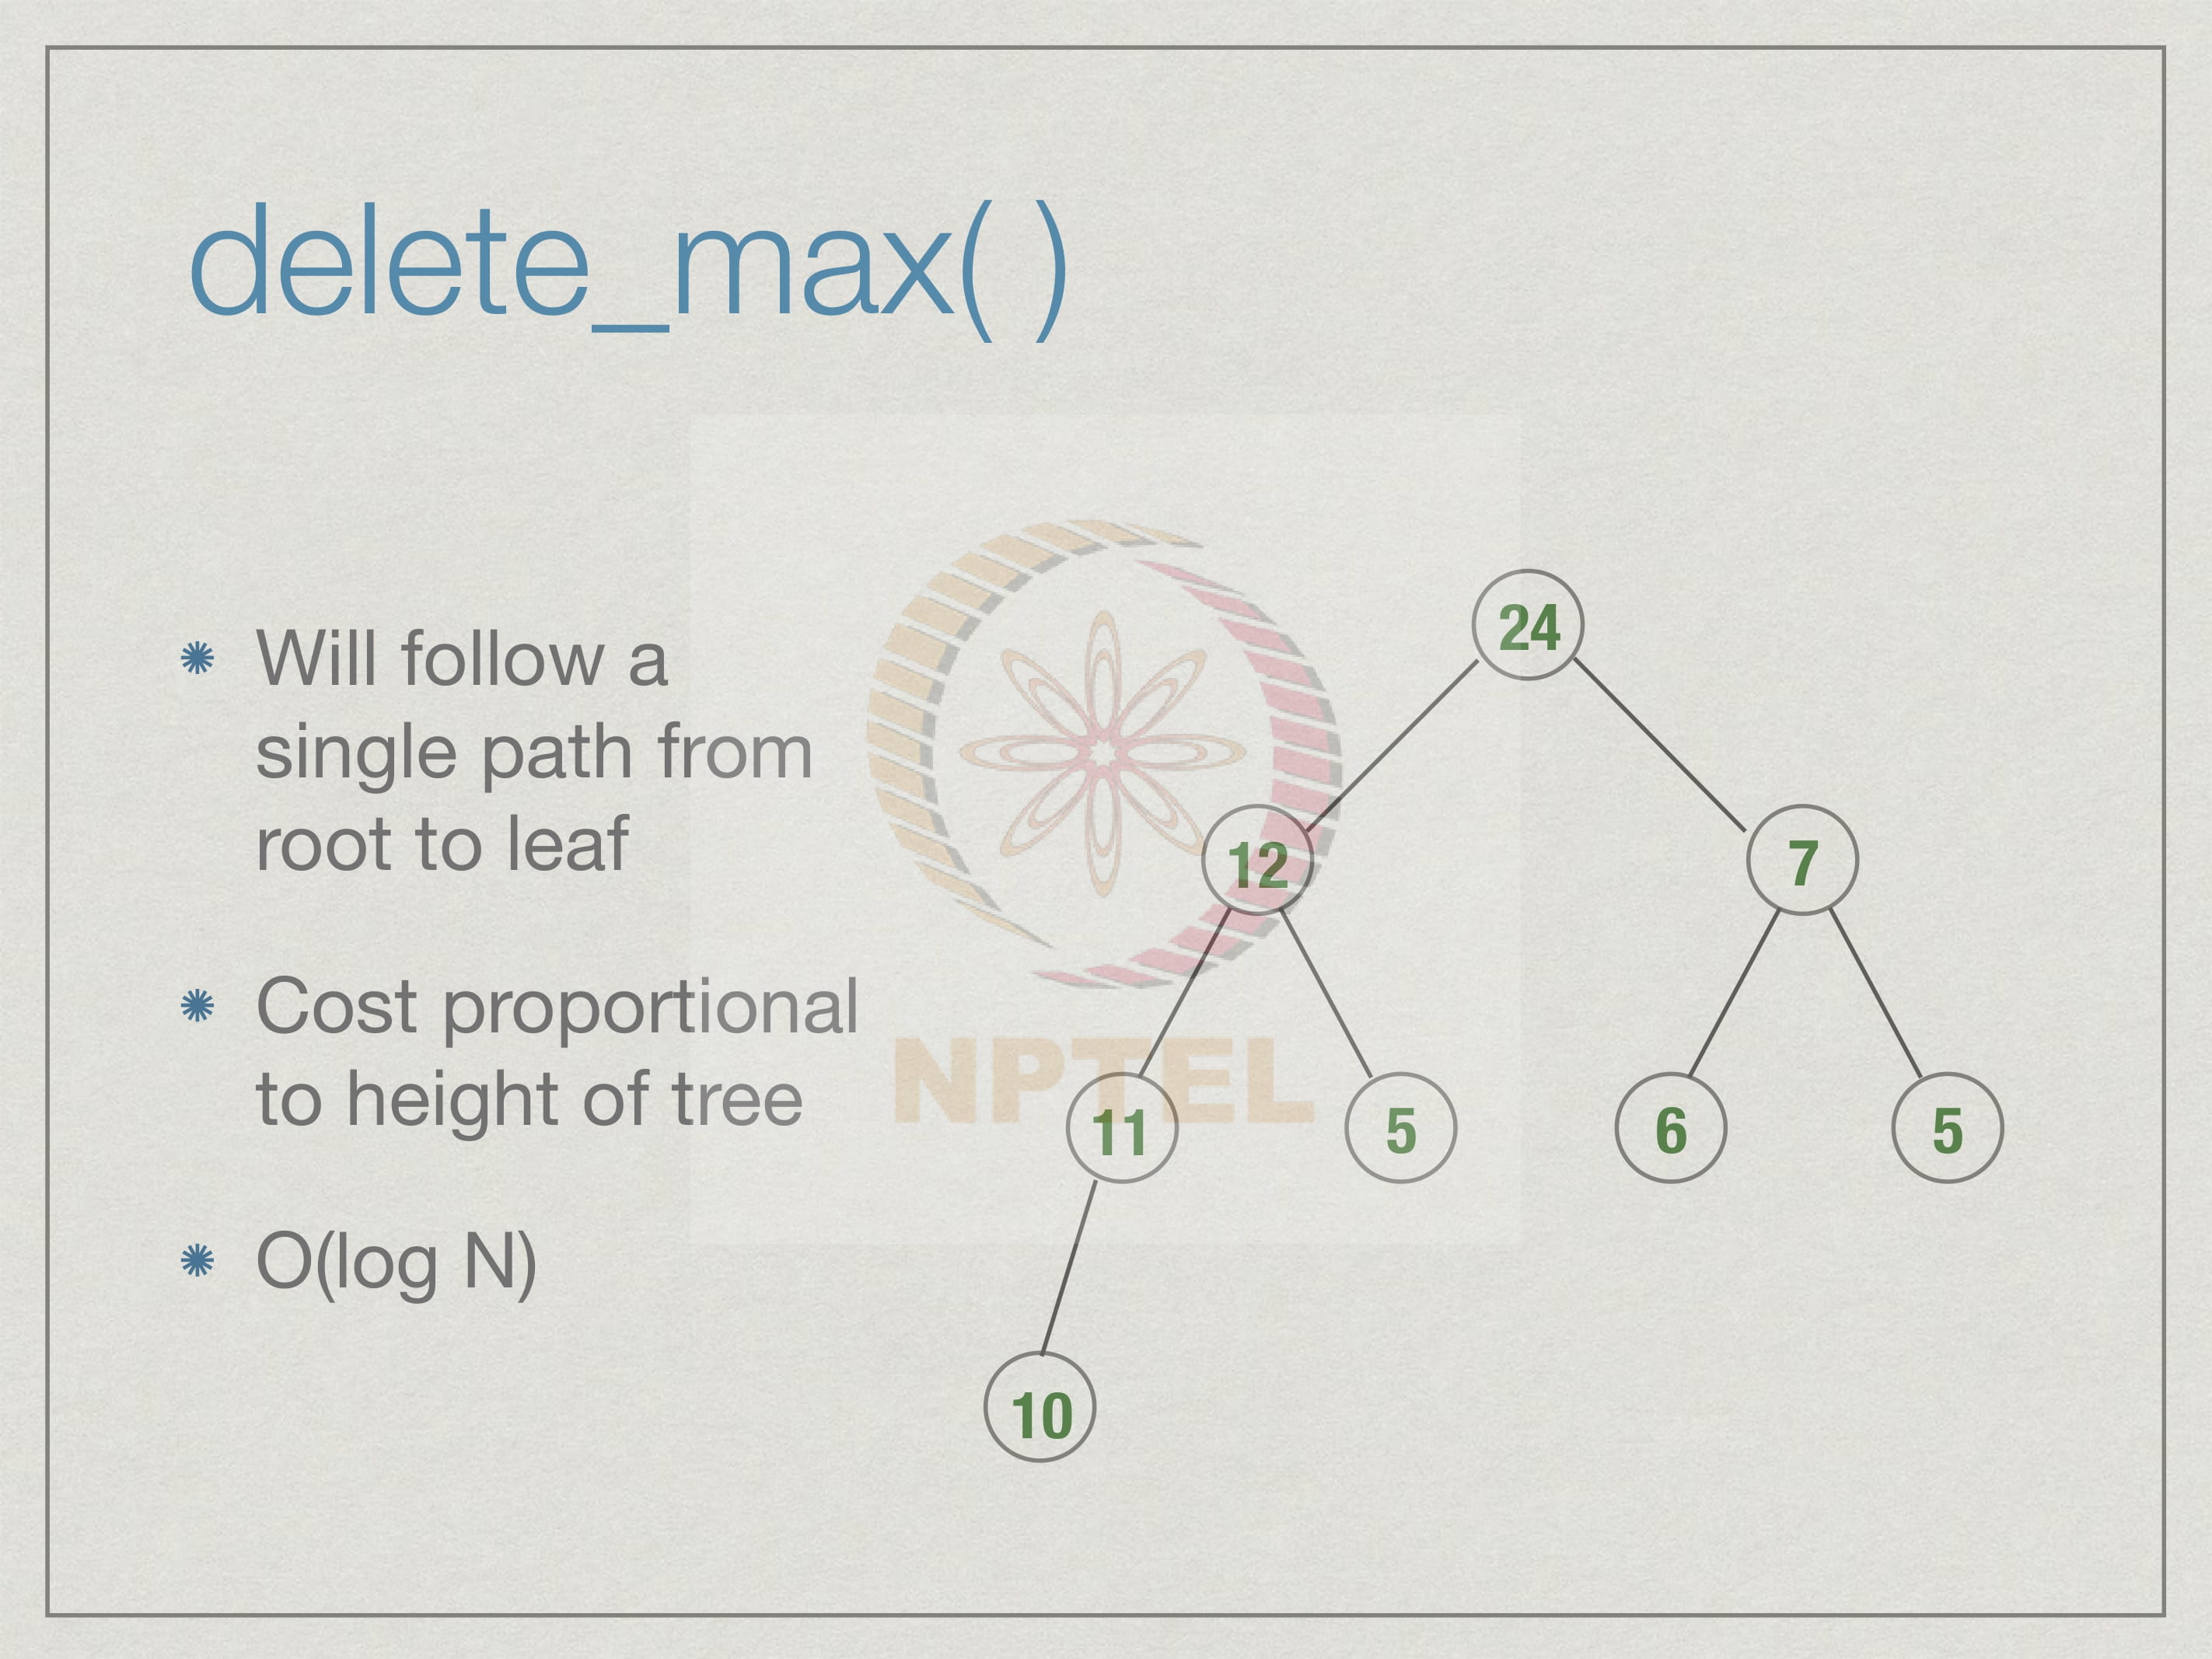 delete_max( )
Will follow a
single path from
root to leaf
Cost proportional
to height of tree
O(log N)
24
12
7
11
5
6
5
10
NPTEL